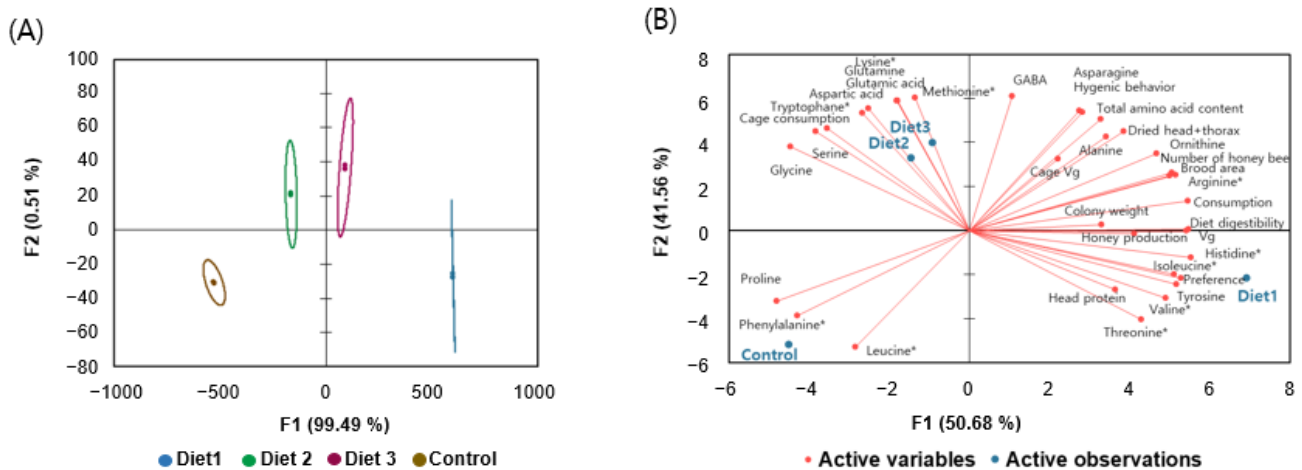 (A)
100
80
60
40
20
0
−20
−40
−60
−80
F2 (0.51 %)
−1000
−500
0
500
1000
F1 (99.49 %)
Diet1
Diet 2
Diet 3
Control
(B)
8
6
4
2
0
−2
−4
−6
F2 (41.56 %)
Lysine*
Glutamine
Glutamic acid
Methionine*
Aspartic acid
Tryptophane*
Cage consumption
Diet3
Diet2
Serine
Glycine
GABA
Asparagine
Hygenic behavior
Total amino acid content
Dried head+thorax
Alanine
Ornithine
Cage Vg
Number of honey bee
Brood area
Arginine*
Consumption
Colony weight
Diet digestibility
Honey production
Vg
Histidine*
Isoleucine*
Preference
Diet1
Head protein
Tyrosine
Valine*
Threonine*
Proline
Phenylalanine*
Control
Leucine*
−6
−4
−2
0
2
4
6
8
F1 (50.68 %)
Active variables
Active observations